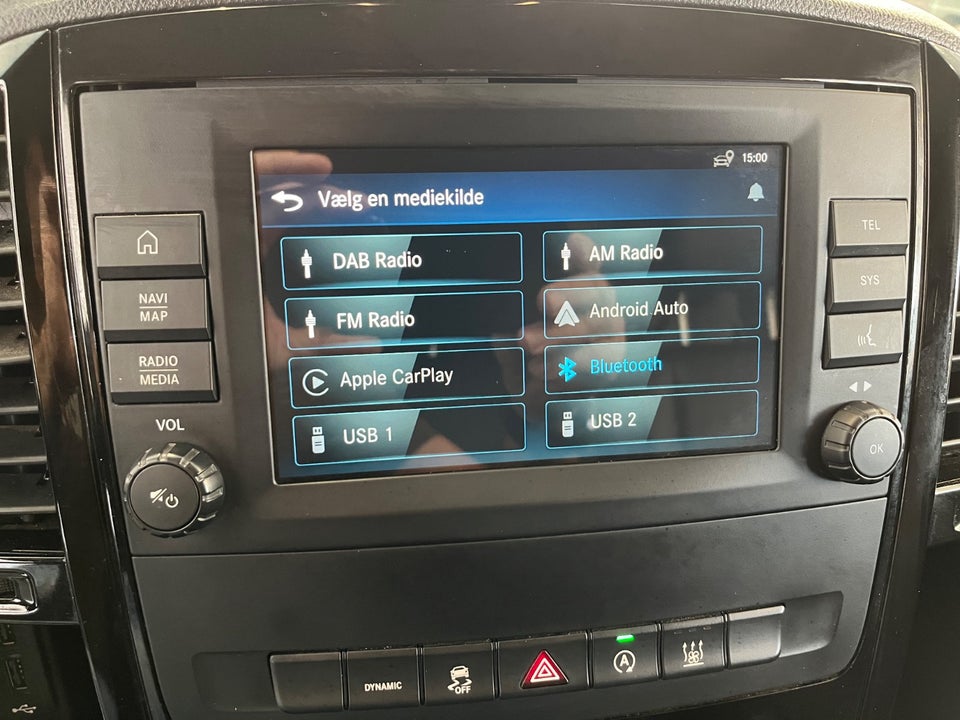 15:00
Vælg en mediekilde
DAB Radio
AM Radio
FM Radio
Android Auto
Apple CarPlay
Bluetooth
USB 1
USB 2
NAVI
MAP
RADIO
MEDIA
VOL
TEL
SYS
OK
DYNAMIC
OFF
A